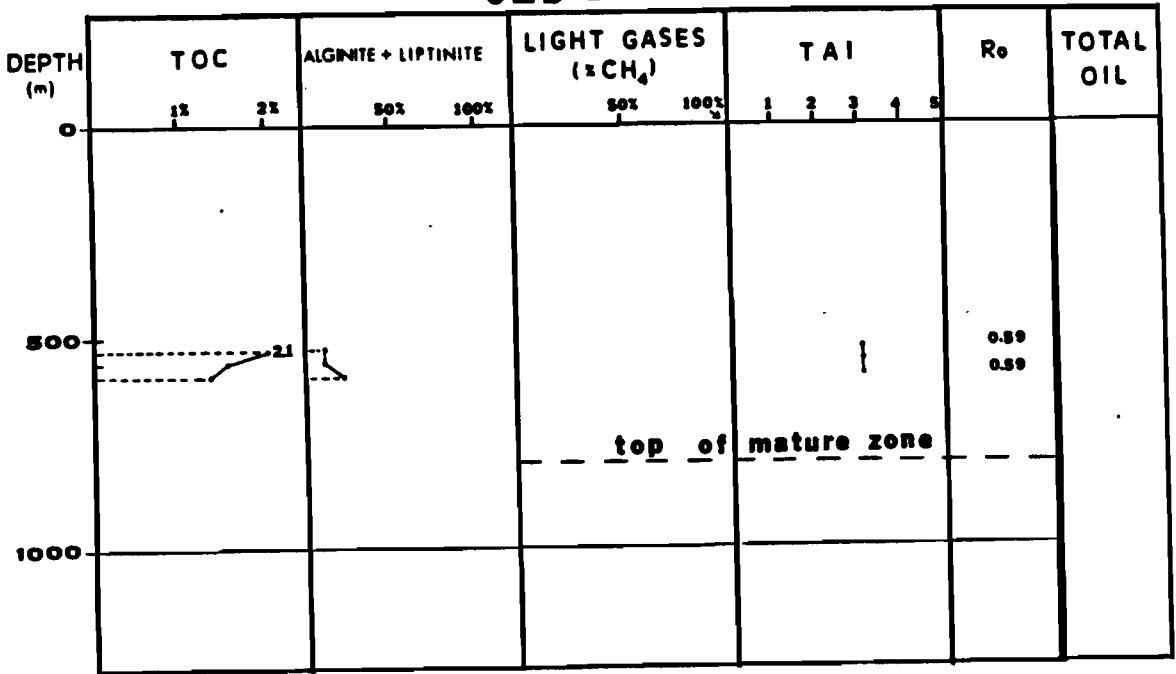 DEPTH
(m)
TOC
1% 2%
ALGINITE + LIPTINITE
50% 100%
LIGHT GASES
(% CH₄)
50% 100%
TAI
1 2 3 4 5
Ro
TOTAL
OIL
0
500
2.1
0.59
0.59
top of mature zone
1000